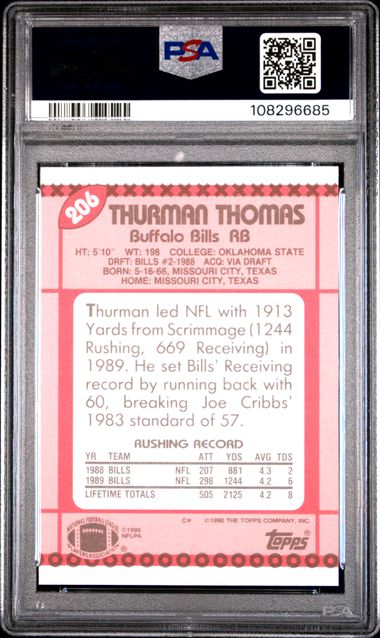 PSA
108296685
206
THURMAN THOMAS
Buffalo Bills RB
HT: 5'10" WT: 198 COLLEGE: OKLAHOMA STATE
DRFT: BILLS #2-1988 ACQ: VIA DRAFT
BORN: 5-16-66, MISSOURI CITY, TEXAS
HOME: MISSOURI CITY, TEXAS
Thurman led NFL with 1913
Yards from Scrimmage (1244
Rushing, 669 Receiving) in
1989. He set Bills' Receiving
record by running back with
60, breaking Joe Cribbs'
1983 standard of 57.
RUSHING RECORD
YR TEAM ATT YDS AVG TDS
1988 BILLS NFL 207 881 4.3 2
1989 BILLS NFL 298 1244 4.2 6
LIFETIME TOTALS 505 2125 4.2 8
NATIONAL FOOTBALL LEAGUE
PLAYERS ASSOCIATION
©1990
NFLPA
C* ©1990 THE TOPPS COMPANY, INC.
Topps